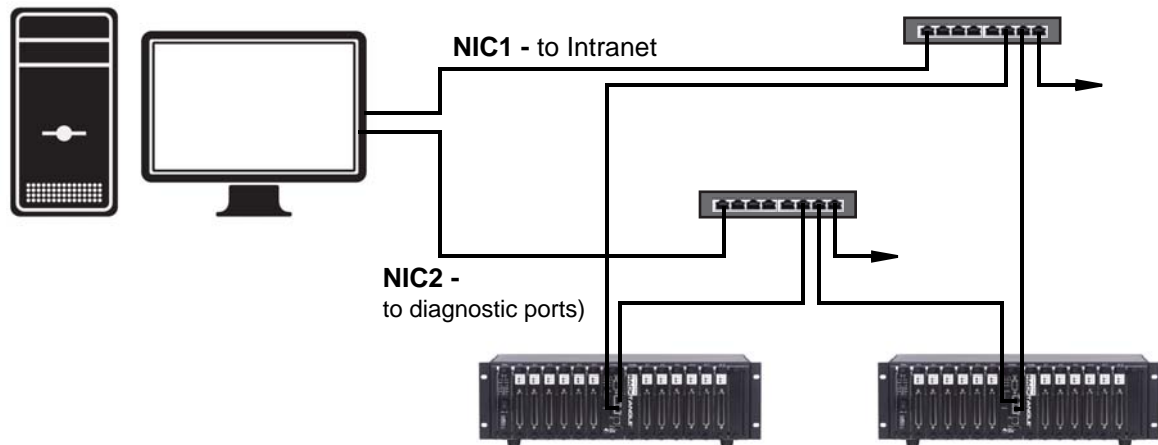 NIC1 - to Intranet
NIC2 -
to diagnostic ports)